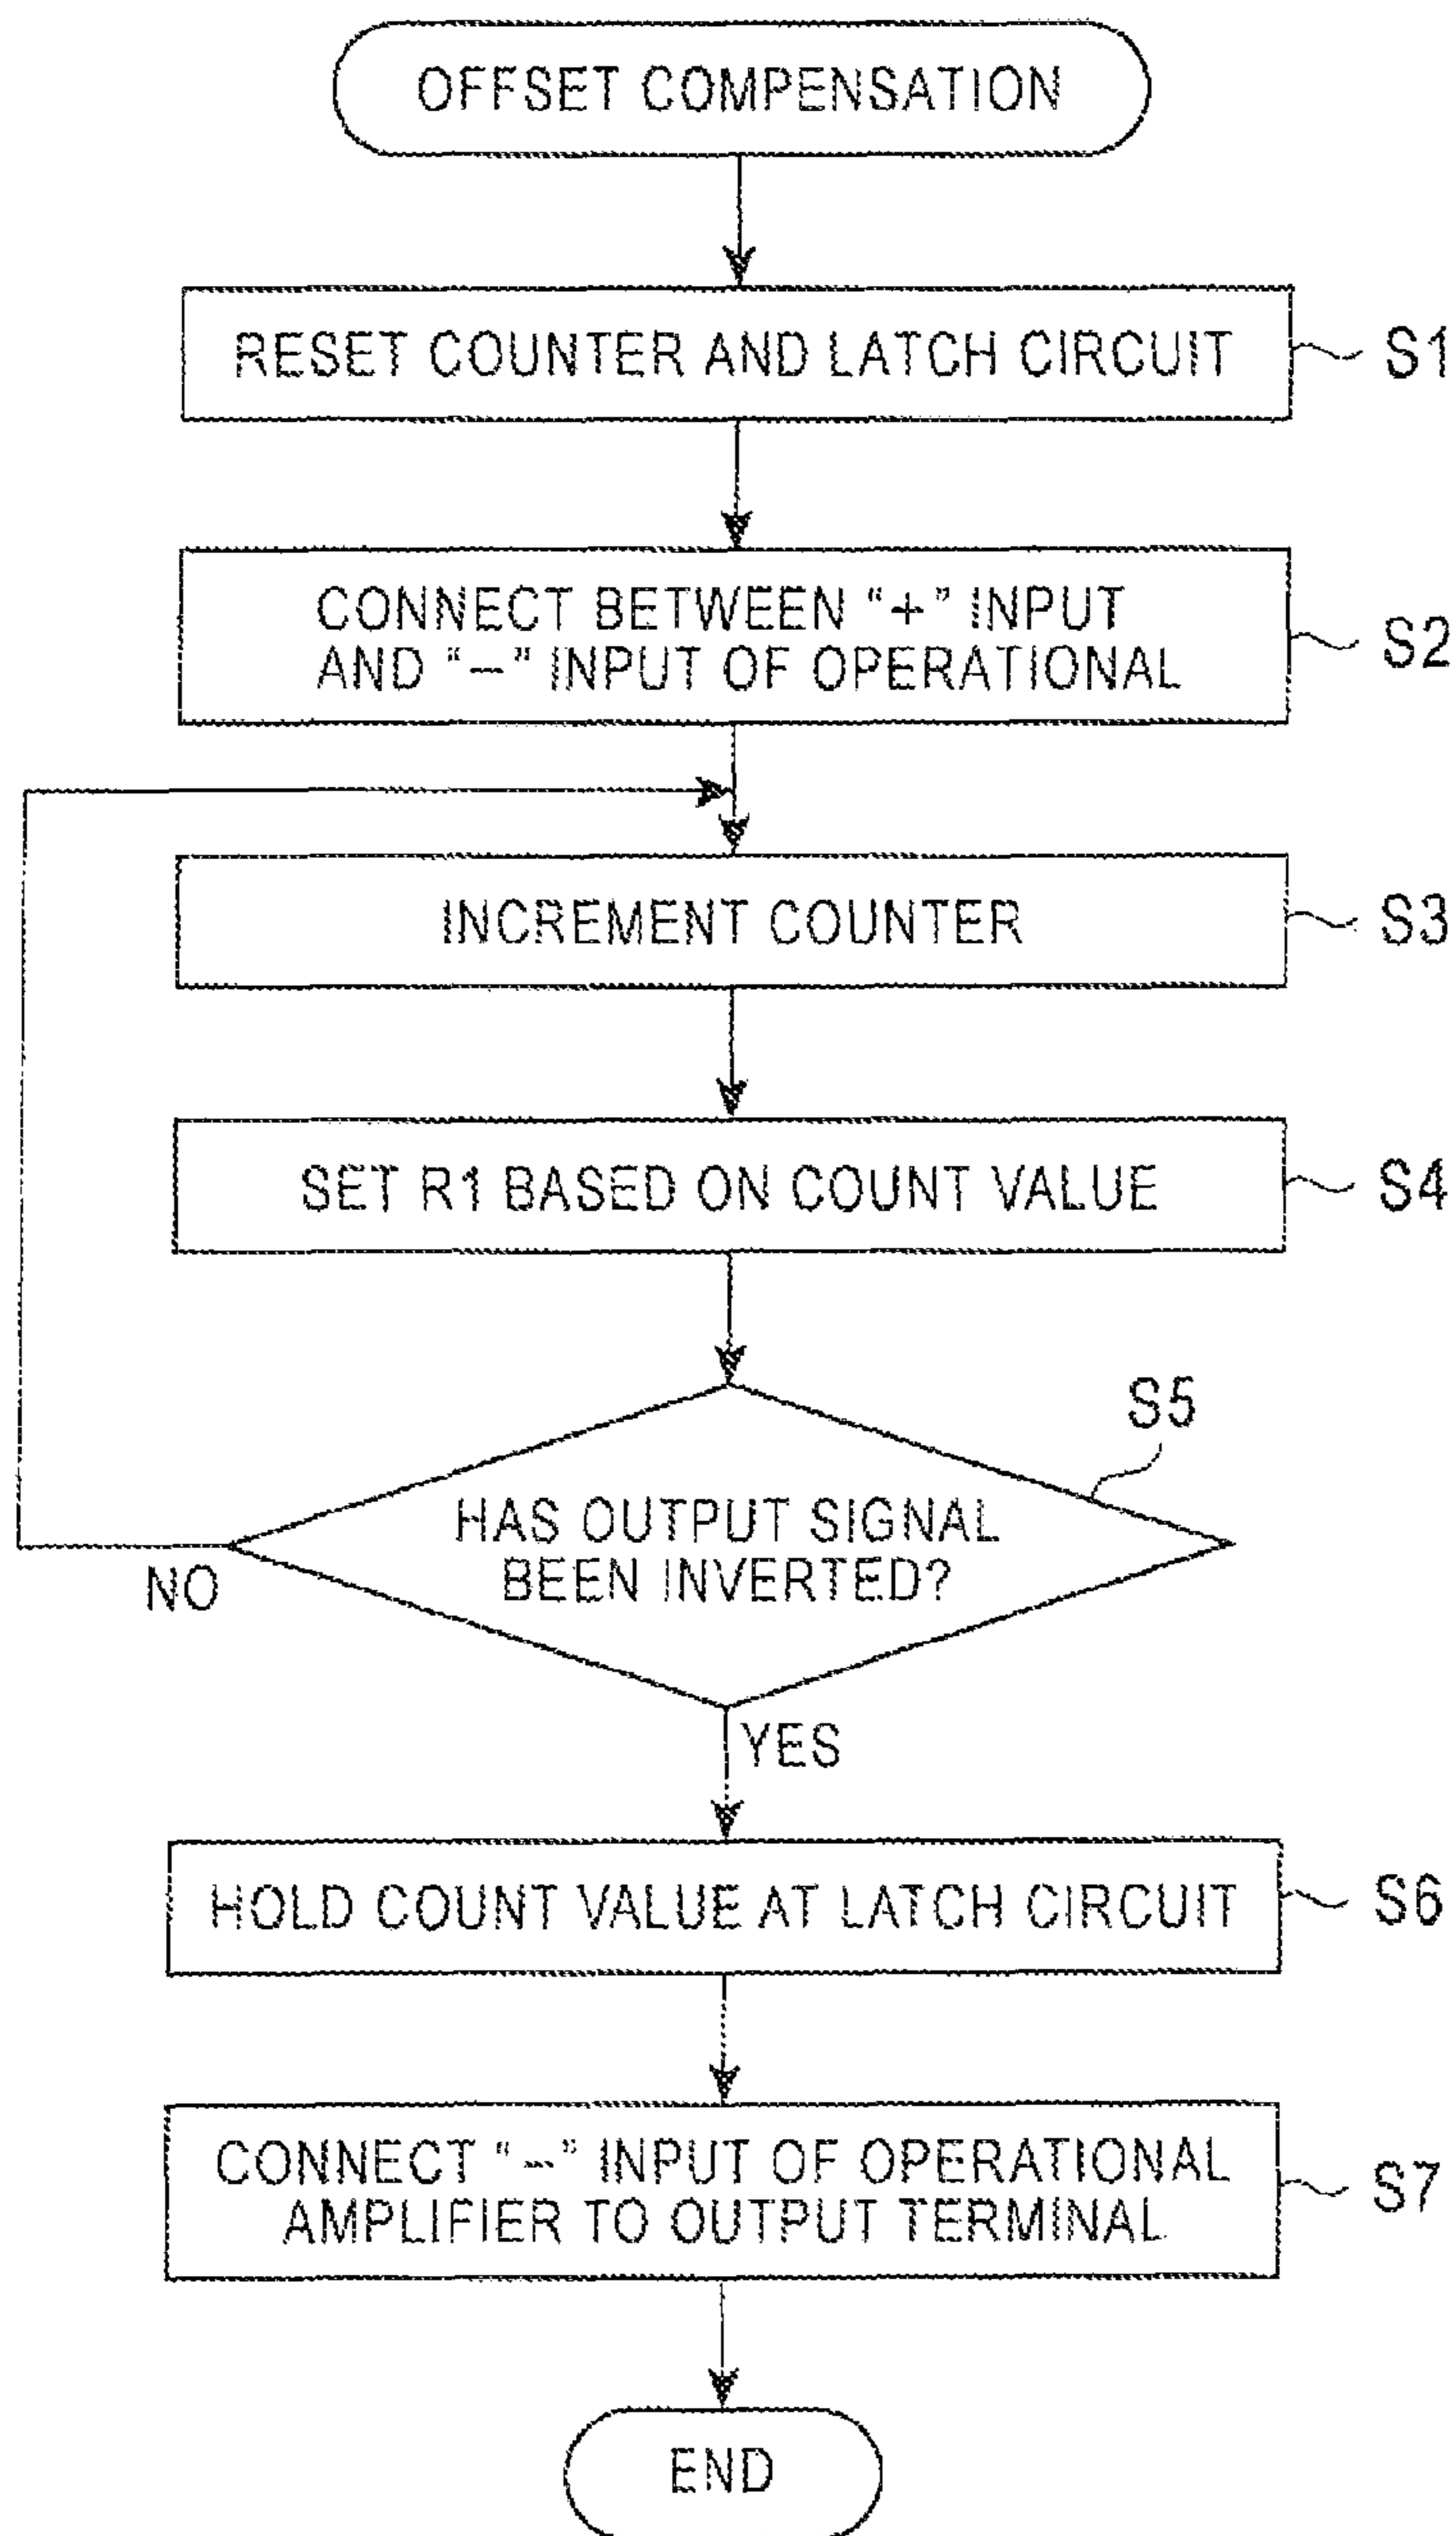 OFFSET COMPENSATION
RESET COUNTER AND LATCH CIRCUIT
S1
CONNECT BETWEEN “+” INPUT
AND “−” INPUT OF OPERATIONAL
S2
INCREMENT COUNTER
S3
SET R1 BASED ON COUNT VALUE
S4
S5
HAS OUTPUT SIGNAL
BEEN INVERTED?
NO
YES
HOLD COUNT VALUE AT LATCH CIRCUIT
S6
CONNECT “−” INPUT OF OPERATIONAL
AMPLIFIER TO OUTPUT TERMINAL
S7
END